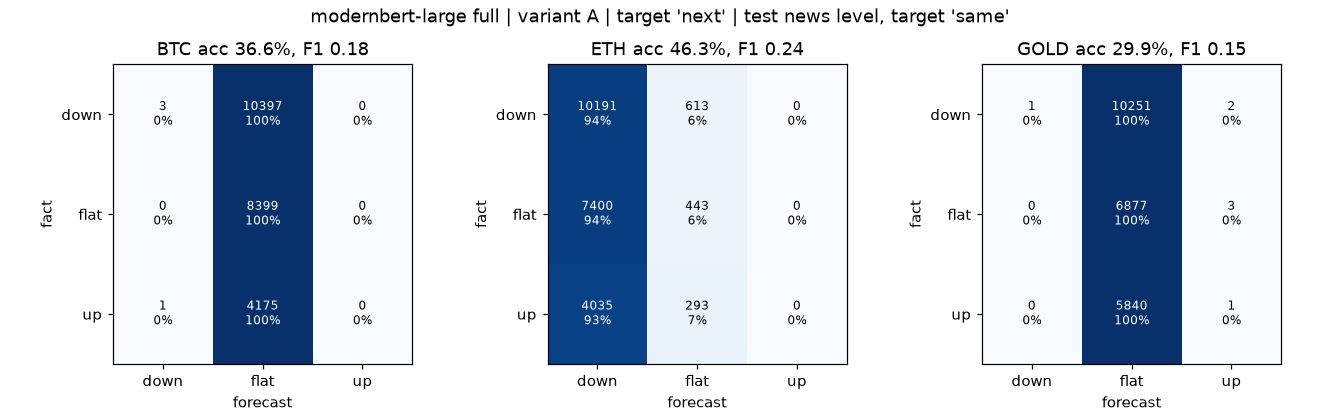 modernbert-large full | variant A | target 'next' | test news level, target 'same'
BTC acc 36.6%, F1 0.18
down
3
0%
10397
100%
0
0%
fact
flat
0
0%
8399
100%
0
0%
up
1
0%
4175
100%
0
0%
down
flat
up
forecast
ETH acc 46.3%, F1 0.24
down
10191
94%
613
6%
0
0%
fact
flat
7400
94%
443
6%
0
0%
up
4035
93%
293
7%
0
0%
down
flat
up
forecast
GOLD acc 29.9%, F1 0.15
down
1
0%
10251
100%
2
0%
fact
flat
0
0%
6877
100%
3
0%
up
0
0%
5840
100%
1
0%
down
flat
up
forecast